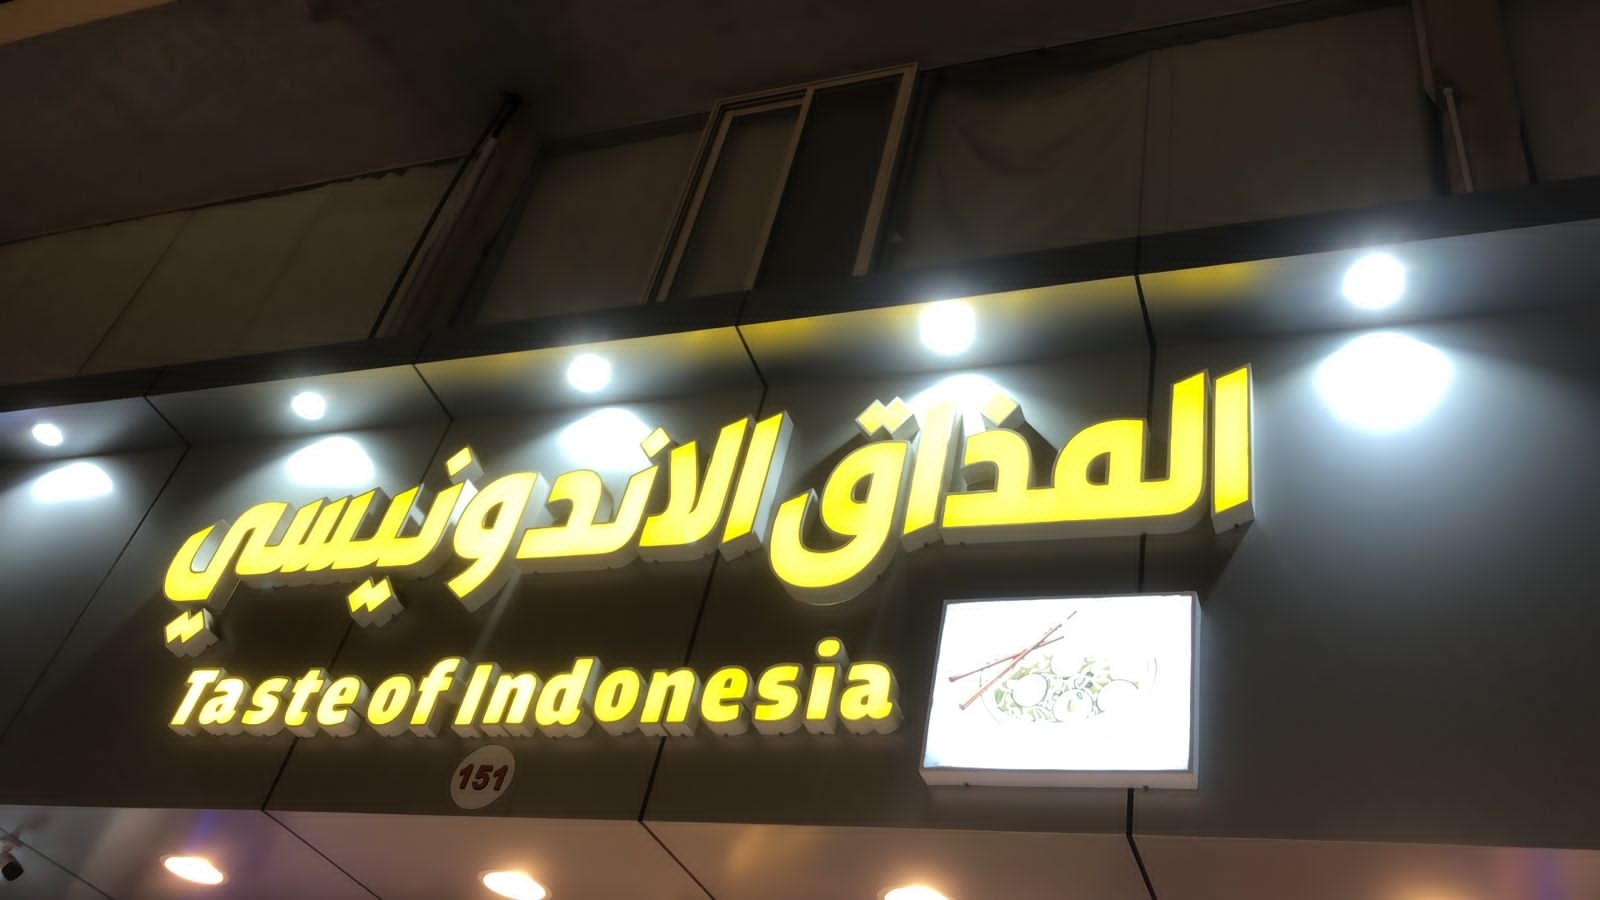 المذاق الاندونيسي
Taste of Indonesia
151